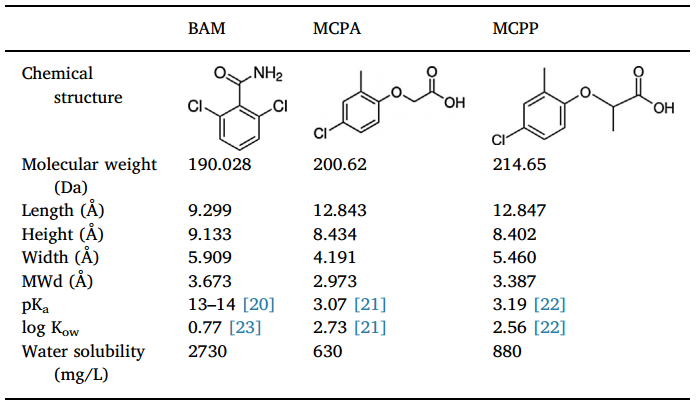 BAM MCPA MCPP
Chemical
structure
O NH2 Cl Cl
O O OH Cl
O O OH Cl
Molecular weight 190.028 200.62 214.65
(Da)
Length (Å) 9.299 12.843 12.847
Height (Å) 9.133 8.434 8.402
Width (Å) 5.909 4.191 5.460
MWd (Å) 3.673 2.973 3.387
pKa 13–14 [20] 3.07 [21] 3.19 [22]
log Kow 0.77 [23] 2.73 [21] 2.56 [22]
Water solubility 2730 630 880
(mg/L)